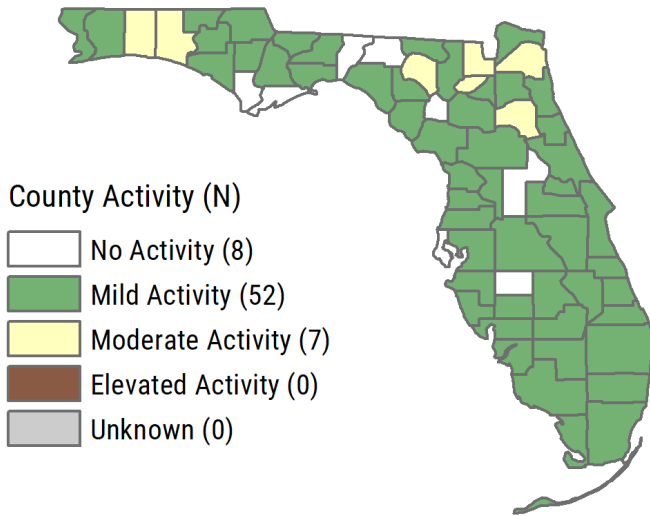 County Activity (N)
No Activity (8)
Mild Activity (52)
Moderate Activity (7)
Elevated Activity (0)
Unknown (0)